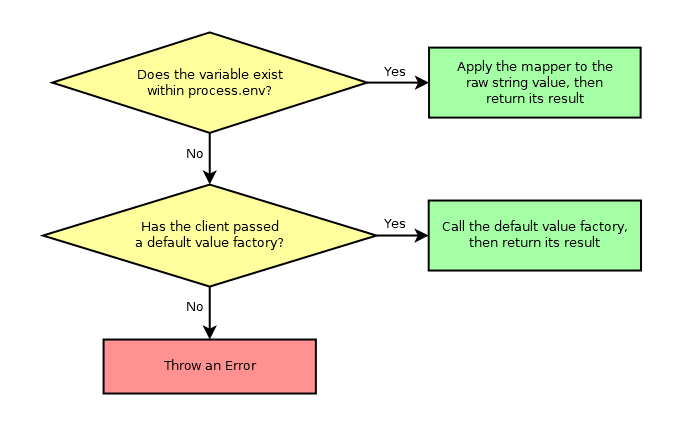 Does the variable exist
within process.env?
Yes
Apply the mapper to the
raw string value, then
return its result
No
Has the client passed
a default value factory?
Yes
Call the default value factory,
then return its result
No
Throw an Error